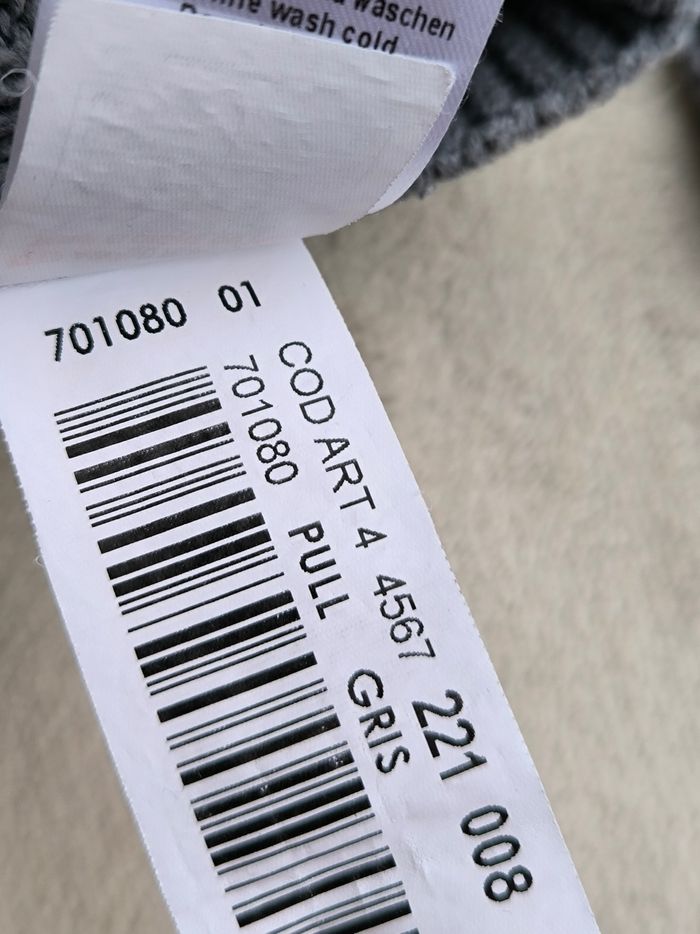 waschen
wash cold
701080 01
COD ART 4 4567 221 008
701080 PULL GRIS